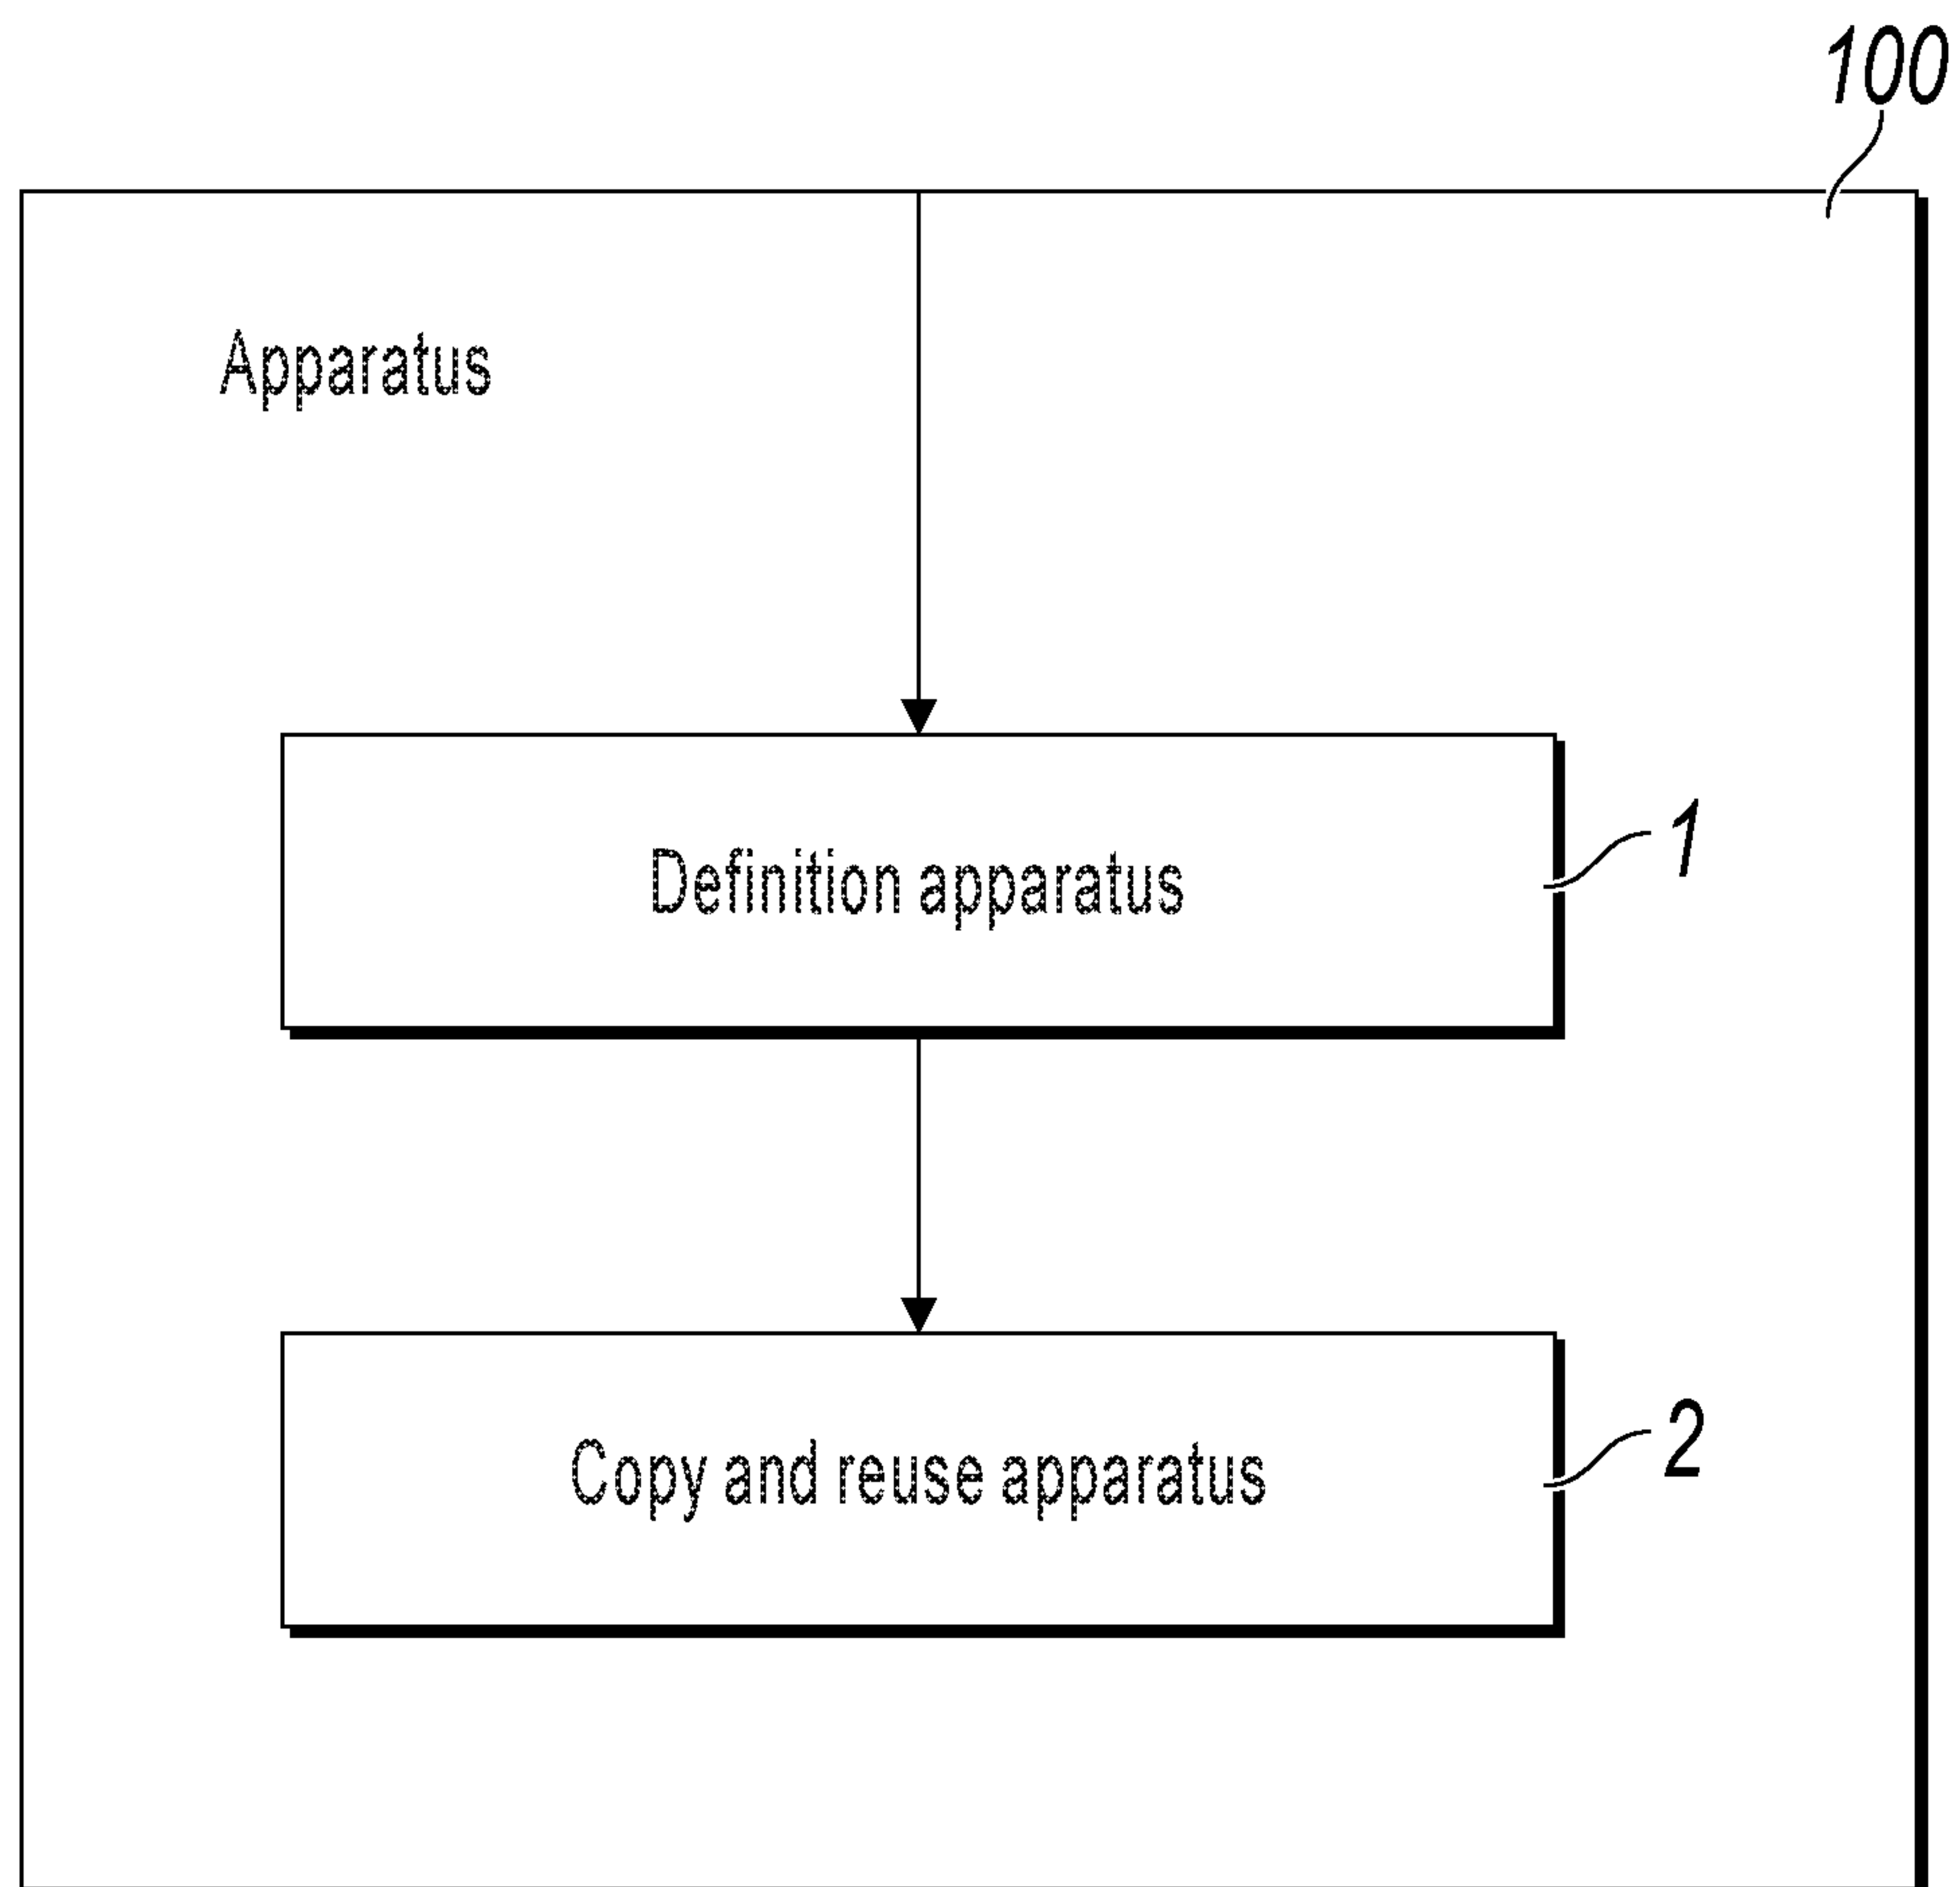 100
Apparatus
Definition apparatus
1
Copy and reuse apparatus
2